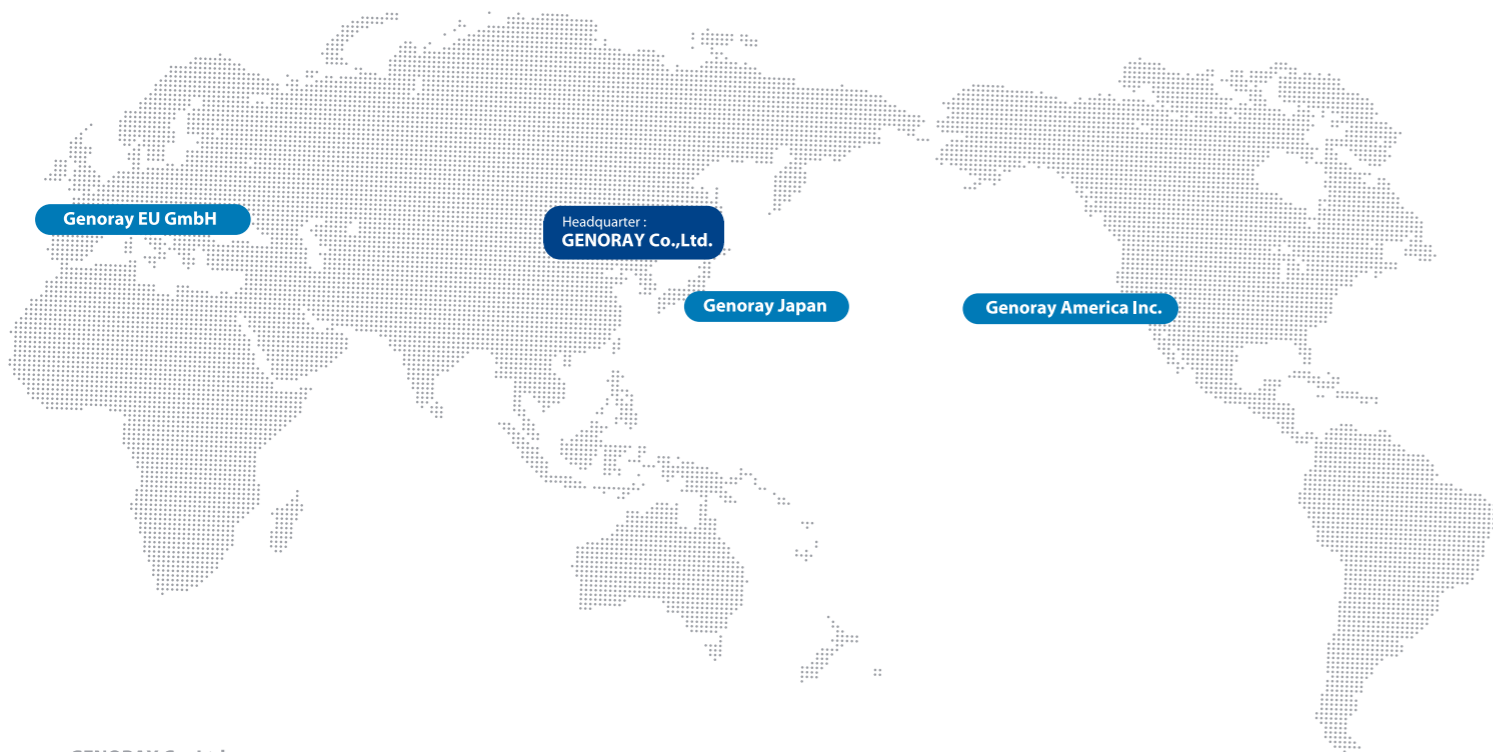 Genoray EU GmbH
Headquarter :
GENORAY Co.,Ltd.
Genoray Japan
Genoray America Inc.